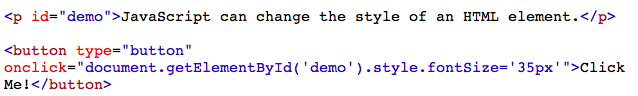 <p id="demo">JavaScript can change the style of an HTML element.</p>
<button type="button"
onclick="document.getElementById('demo').style.fontSize='35px'">Click
Me!</button>